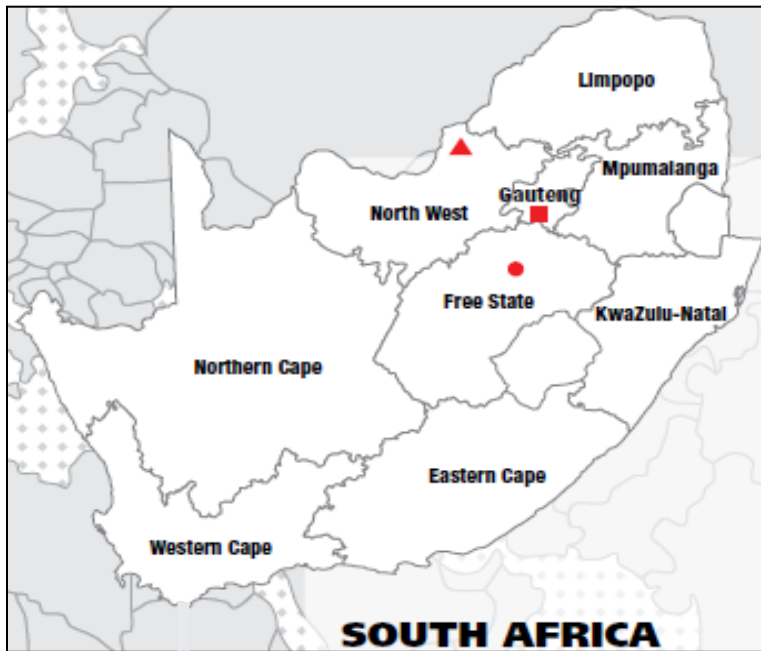 Limpopo
Mpumalanga
Gauteng
North West
Free State
KwaZulu-Natal
Northern Cape
Eastern Cape
Western Cape
SOUTH AFRICA